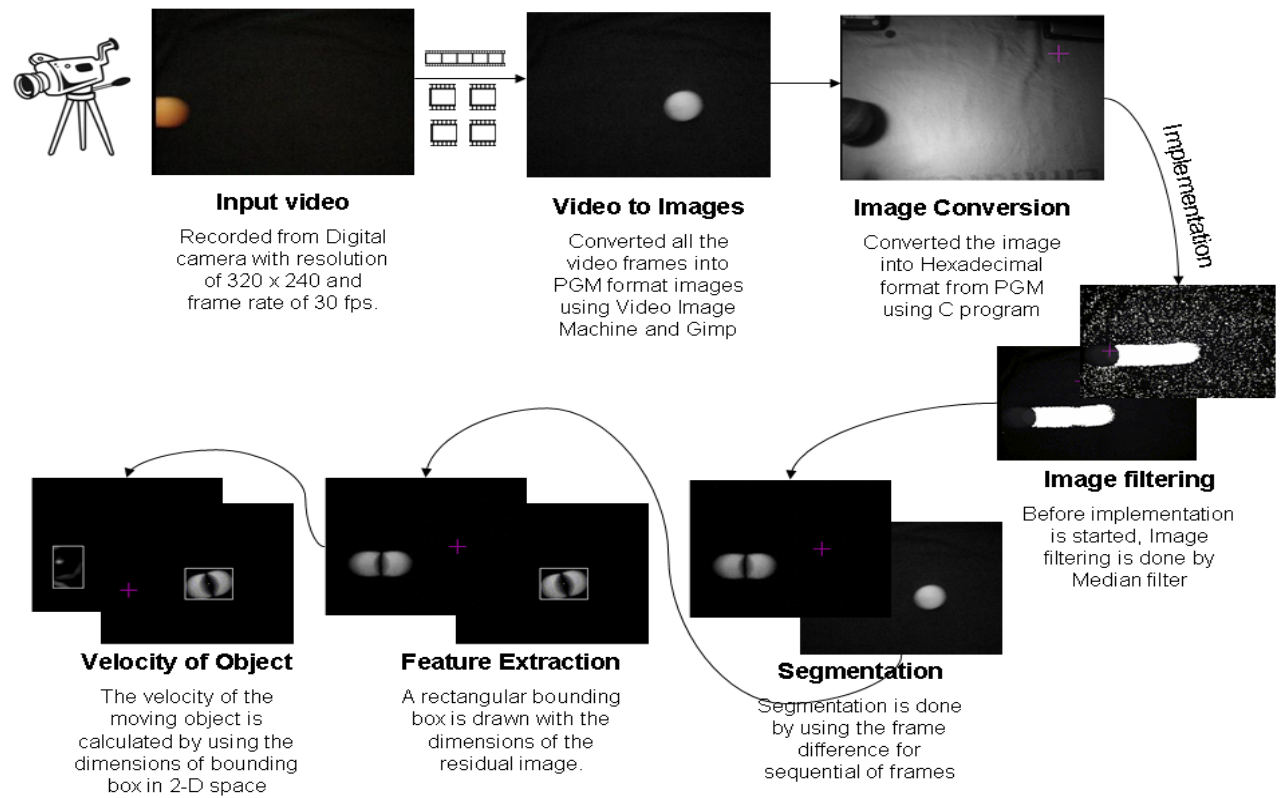 Input video
Recorded from Digital
camera with resolution
of 320 x 240 and
frame rate of 30 fps.
Video to Images
Converted all the
video frames into
PGM format images
using Video Image
Machine and Gimp
Image Conversion
Converted the image
into Hexadecimal
format from PGM
using C program
Implementation
Image filtering
Before implementation
is started, Image
filtering is done by
Median filter
Segmentation
Segmentation is done
by using the frame
difference for
sequential of frames
Feature Extraction
A rectangular bounding
box is drawn with the
dimensions of the
residual image.
Velocity of Object
The velocity of the
moving object is
calculated by using the
dimensions of bounding
box in 2-D space